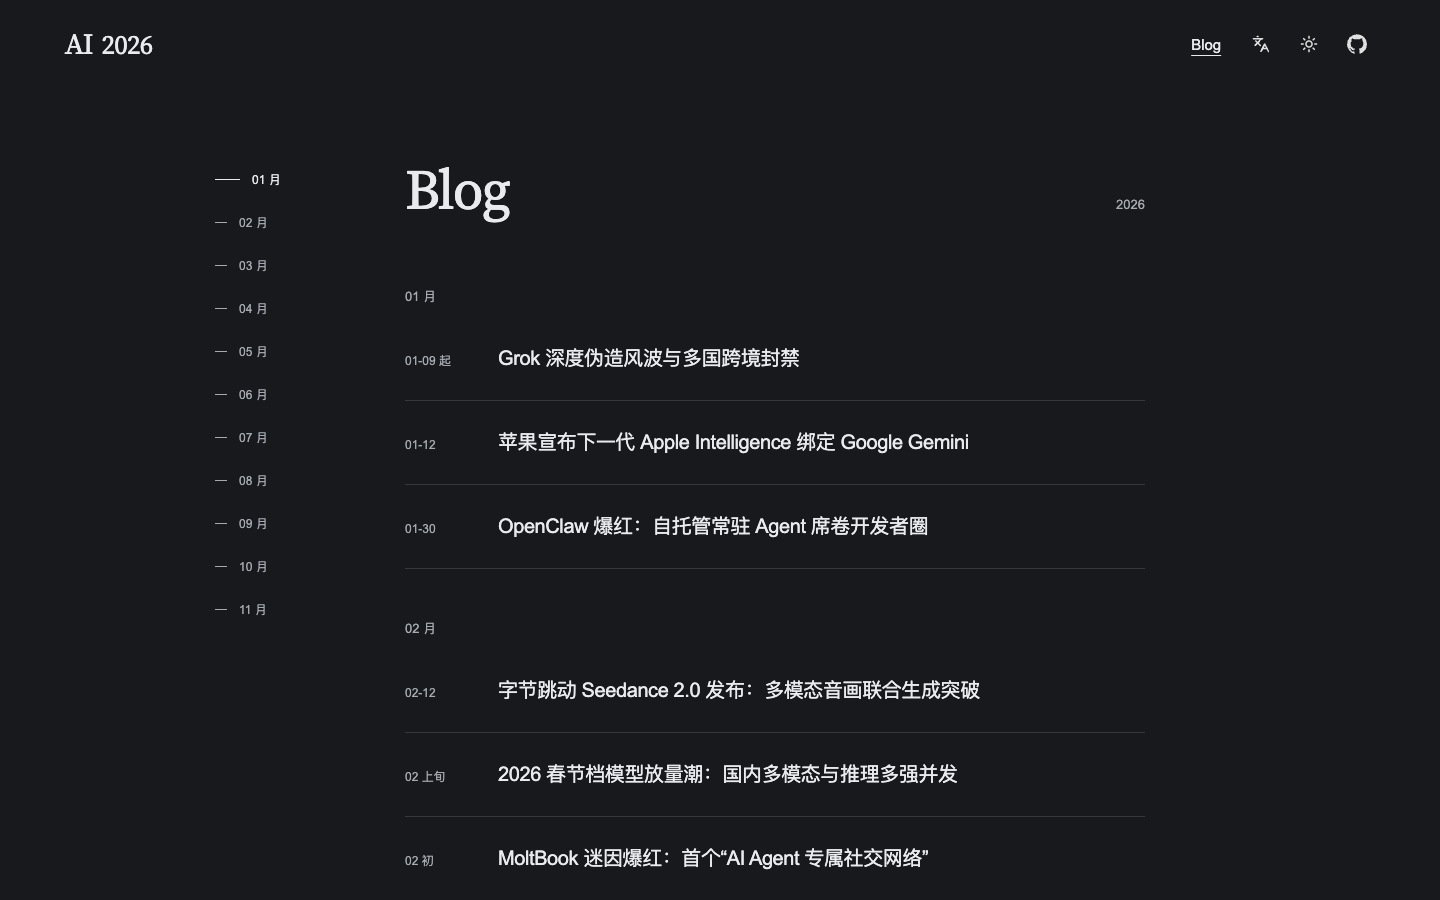 AI 2026
Blog
01 月
02 月
03 月
04 月
05 月
06 月
07 月
08 月
09 月
10 月
11 月
Blog
2026
01 月
01-09 起 Grok 深度伪造风波与多国跨境封禁
01-12 苹果宣布下一代 Apple Intelligence 绑定 Google Gemini
01-30 OpenClaw 爆红：自托管常驻 Agent 席卷开发者圈
02 月
02-12 字节跳动 Seedance 2.0 发布：多模态音画联合生成突破
02 上旬 2026 春节档模型放量潮：国内多模态与推理多强并发
02 初 MoltBook 迷因爆红：首个“AI Agent 专属社交网络”